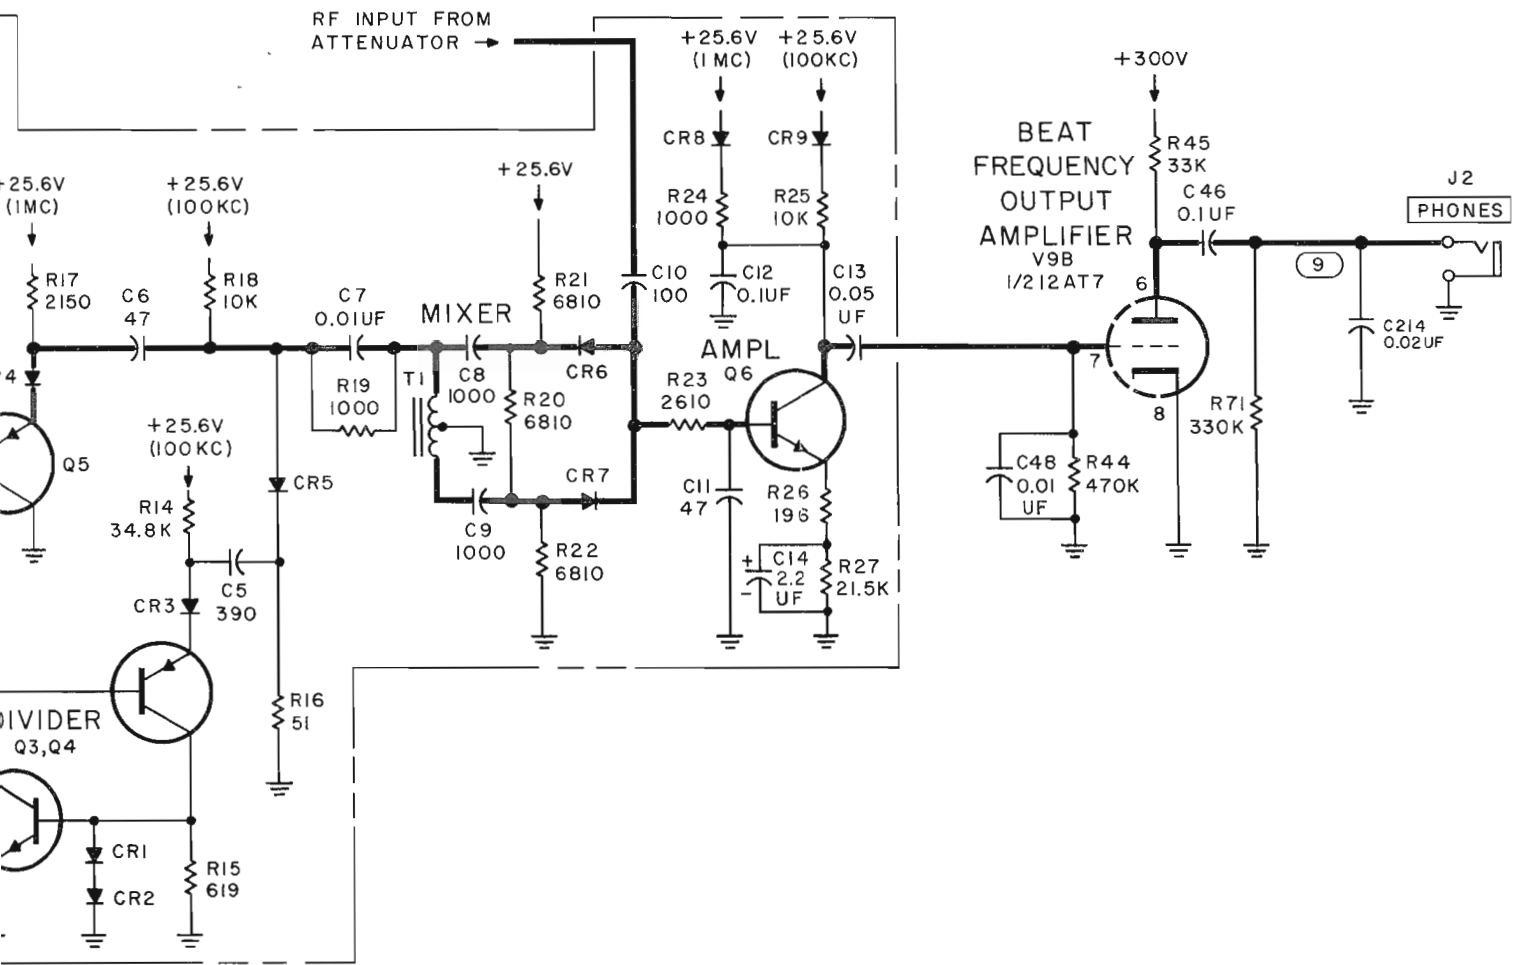 RF INPUT FROM
ATTENUATOR
+25.6V
(1MC)
+25.6V
(100KC)
+300V
CR8
CR9
BEAT
FREQUENCY
OUTPUT
AMPLIFIER
V9B
1/2 12AT7
R45
33K
+25.6V
(1MC)
+25.6V
(100KC)
+25.6V
R24
1000
R25
10K
C46
0.1UF
J2
PHONES
R17
2150
C6
47
R18
10K
C7
0.01UF
MIXER
R21
6810
C10
100
C12
0.1UF
C13
0.05
UF
6
9
C214
0.02UF
T1
C8
1000
CR6
AMPL
Q6
7
8
R19
1000
R20
6810
R23
2610
R71
330K
+25.6V
(100KC)
Q5
CR5
CR7
C11
47
R26
196
C48
0.01
UF
R44
470K
R14
34.8K
C9
1000
R22
6810
+
C14
2.2
UF
-
R27
21.5K
CR3
C5
390
R16
51
DIVIDER
Q3,Q4
CR1
CR2
R15
619